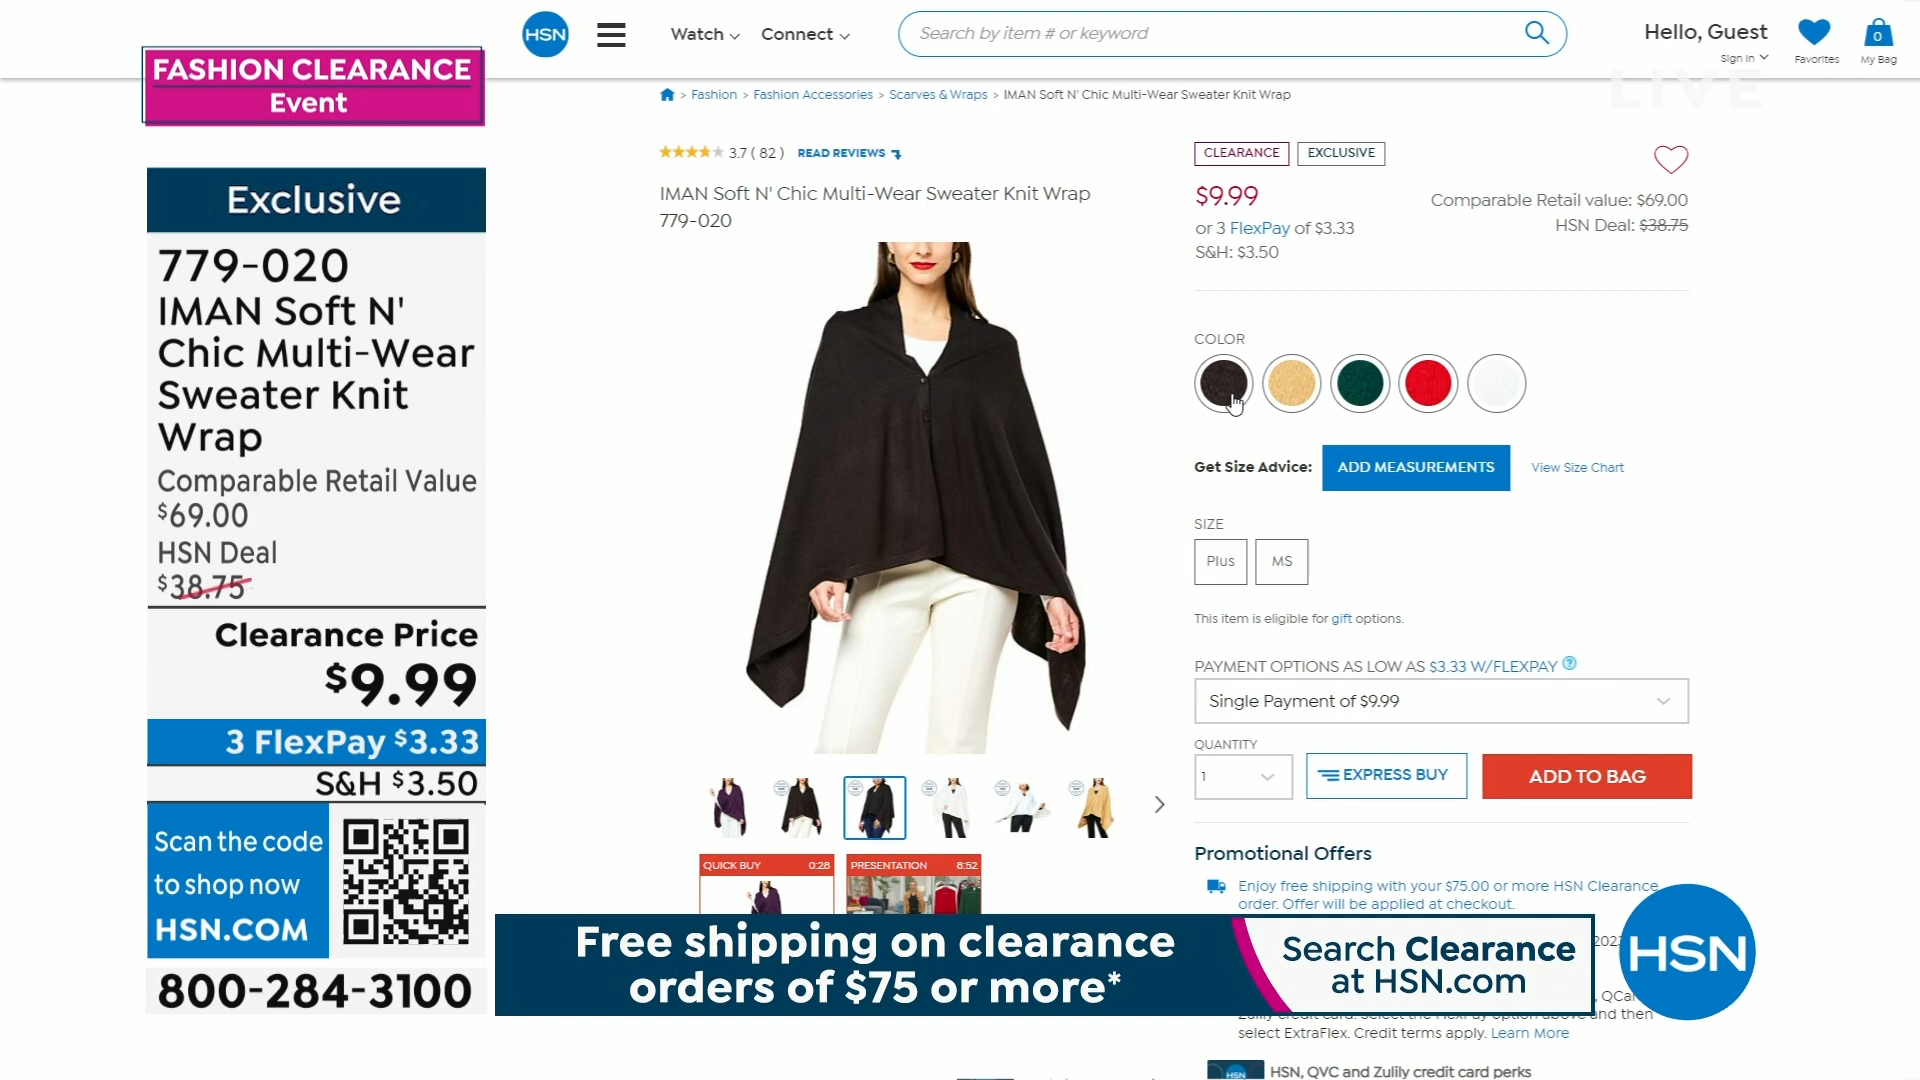 HSN
Watch
Connect
Search by item # or keyword
Hello, Guest
Sign In
Favorites
0
My Bag
LIVE
FASHION CLEARANCE
Event
> Fashion > Fashion Accessories > Scarves & Wraps > IMAN Soft N' Chic Multi-Wear Sweater Knit Wrap
Exclusive
779-020
IMAN Soft N'
Chic Multi-Wear
Sweater Knit
Wrap
Comparable Retail Value
$69.00
HSN Deal
$38.75
Clearance Price
$9.99
3 FlexPay $3.33
S&H $3.50
Scan the code
to shop now
HSN.COM
800-284-3100
3.7 ( 82 ) READ REVIEWS
IMAN Soft N' Chic Multi-Wear Sweater Knit Wrap
779-020
QUICK BUY 0:28
PRESENTATION 8:52
CLEARANCE
EXCLUSIVE
$9.99
or 3 FlexPay of $3.33
S&H: $3.50
Comparable Retail value: $69.00
HSN Deal: $38.75
COLOR
Get Size Advice: ADD MEASUREMENTS View Size Chart
SIZE
Plus MS
This item is eligible for gift options.
PAYMENT OPTIONS AS LOW AS $3.33 W/FLEXPAY ?
Single Payment of $9.99
QUANTITY
1
EXPRESS BUY
ADD TO BAG
Promotional Offers
Enjoy free shipping with your $75.00 or more HSN Clearance
order. Offer will be applied at checkout.
and then
select ExtraFlex. Credit terms apply. Learn More
HSN, QVC and Zulily credit card perks
Free shipping on clearance
orders of $75 or more*
Search Clearance
at HSN.com
HSN